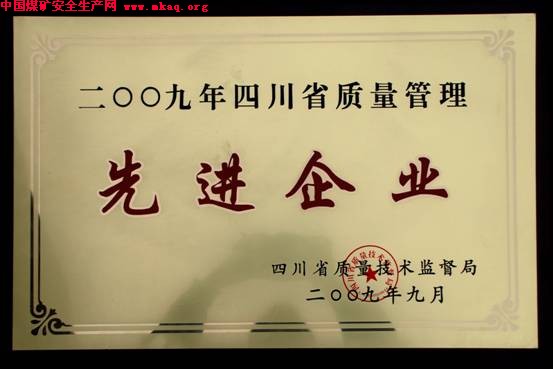 中国煤矿安全生产网 www.mkaq.org
二〇〇九年四川省质量管理
先进企业
四川省质量技术监督局
二〇〇九年九月